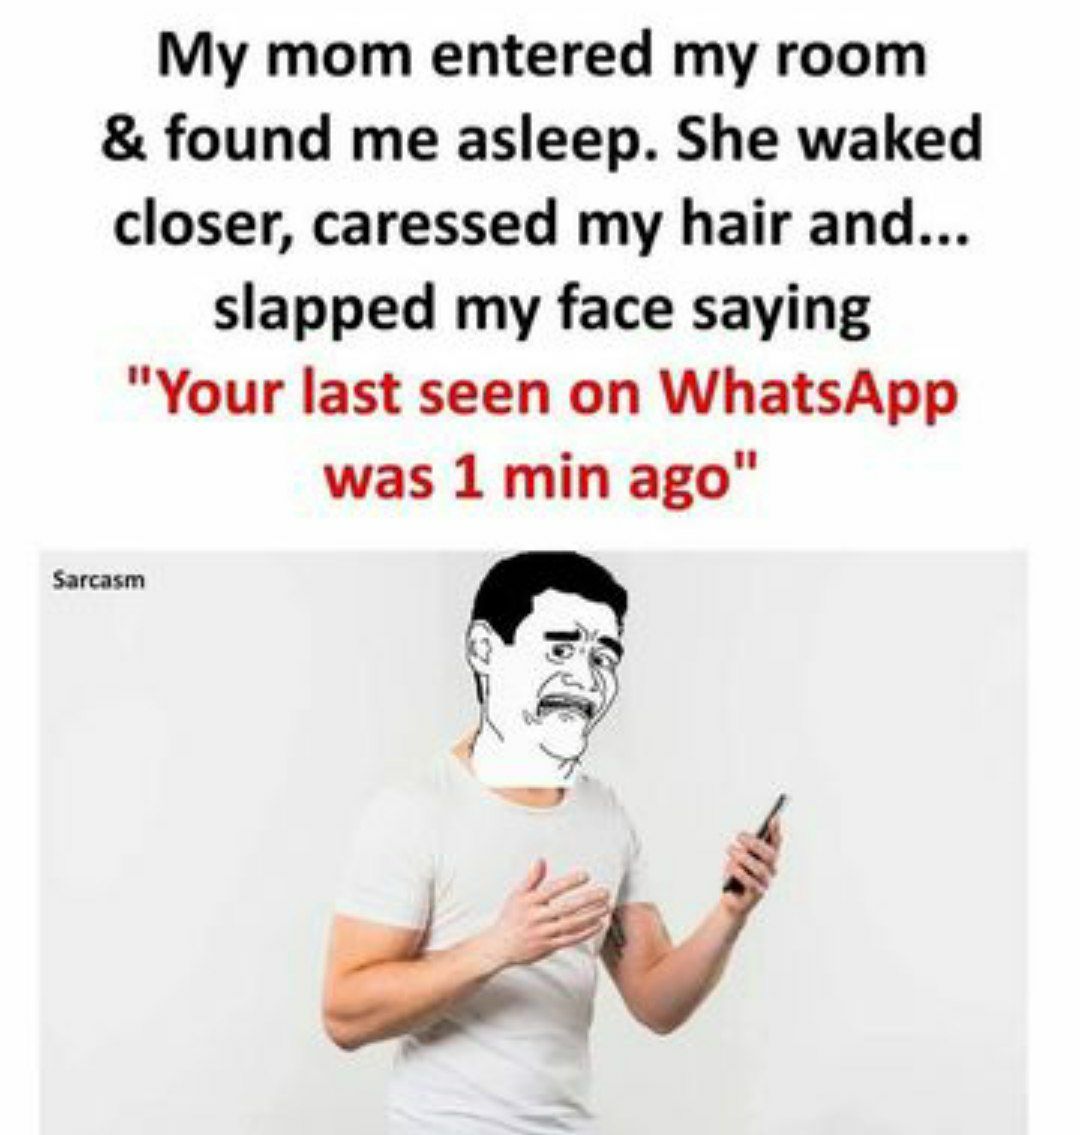 My mom entered my room
& found me asleep. She waked
closer, caressed my hair and...
slapped my face saying
"Your last seen on WhatsApp
was 1 min ago"
Sarcasm